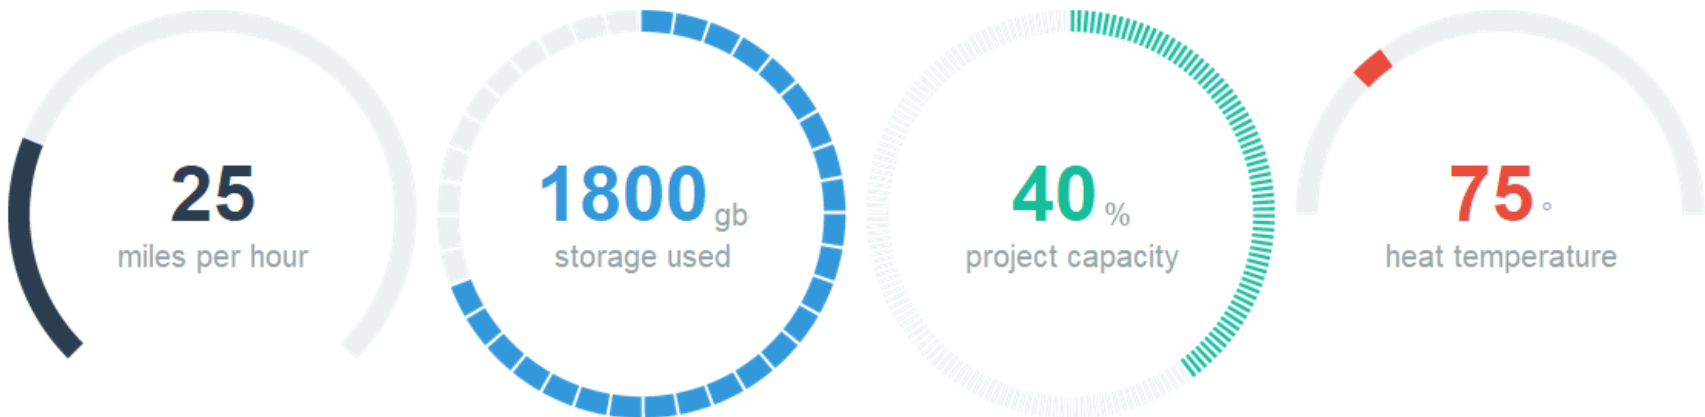 25
miles per hour
1800 gb
storage used
40 %
project capacity
75 °
heat temperature